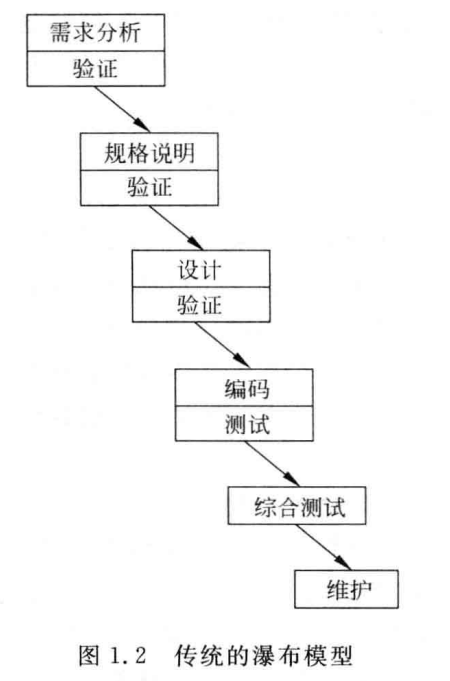 需求分析
验证
规格说明
验证
设计
验证
编码
测试
综合测试
维护
图 1.2 传统的瀑布模型